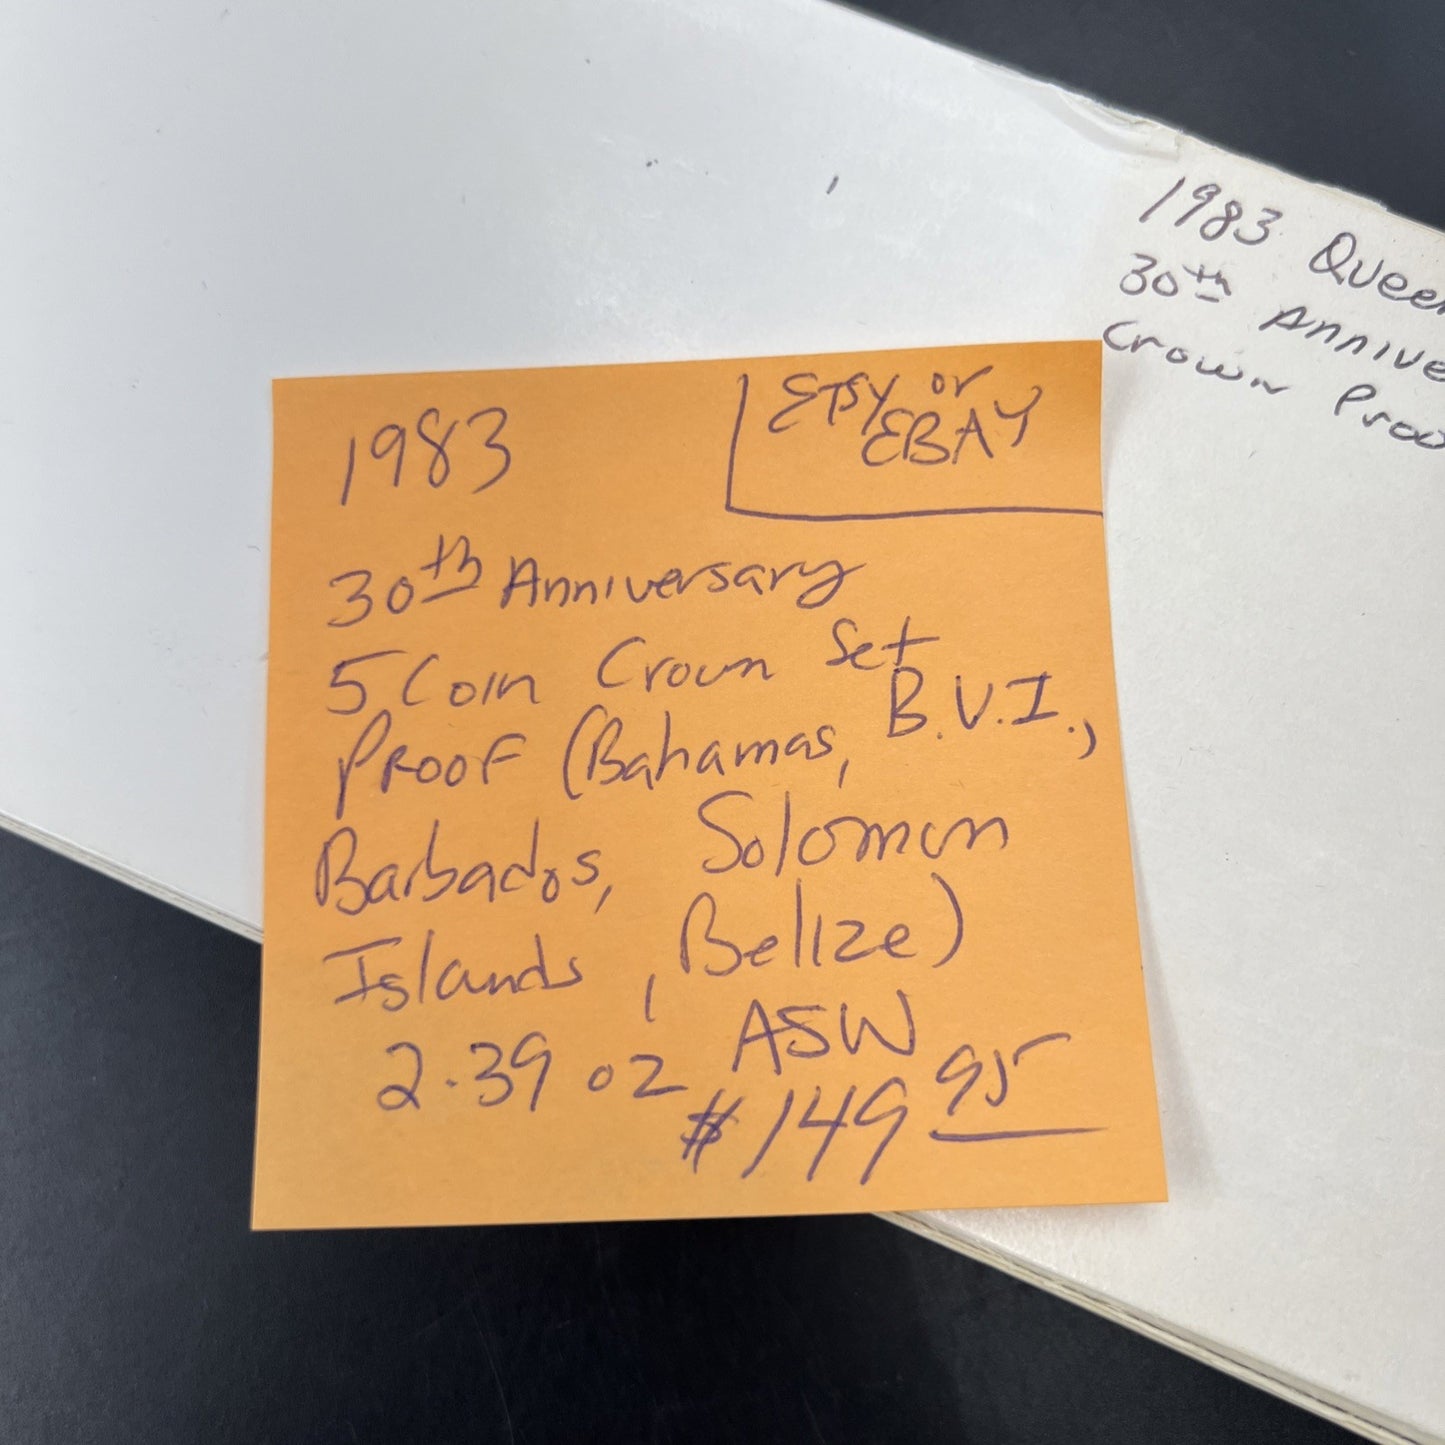 1983 Queen
30th Annive
Crown Proo
ETSY or
EBAY
1983
30th Anniversary
5 Coin Crown Set
PROOF (Bahamas, B.V.I.,
Barbados, Solomon
Islands, Belize)
2.39 oz ASW
$149 95